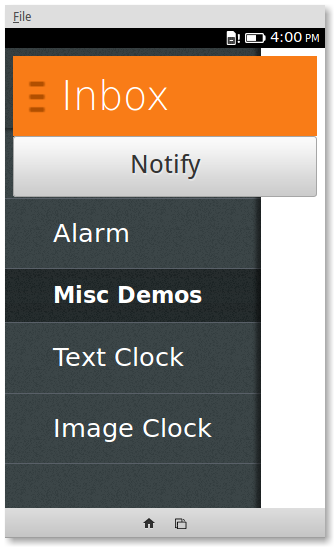 File
4:00 PM
Inbox
Notify
Alarm
Misc Demos
Text Clock
Image Clock